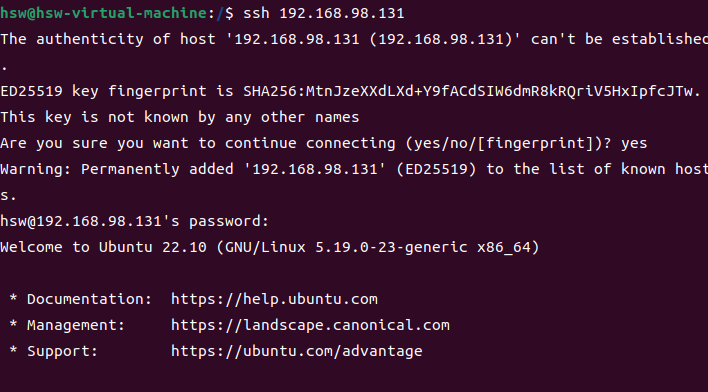 hsw@hsw-virtual-machine:/$ ssh 192.168.98.131
The authenticity of host '192.168.98.131 (192.168.98.131)' can't be established
.
ED25519 key fingerprint is SHA256:MtnJzeXXdLXd+Y9fACdSIW6dmR8kRQriV5HxIpfcJTw.
This key is not known by any other names
Are you sure you want to continue connecting (yes/no/[fingerprint])? yes
Warning: Permanently added '192.168.98.131' (ED25519) to the list of known host
s.
hsw@192.168.98.131's password:
Welcome to Ubuntu 22.10 (GNU/Linux 5.19.0-23-generic x86_64)
* Documentation:  https://help.ubuntu.com
* Management:     https://landscape.canonical.com
* Support:        https://ubuntu.com/advantage